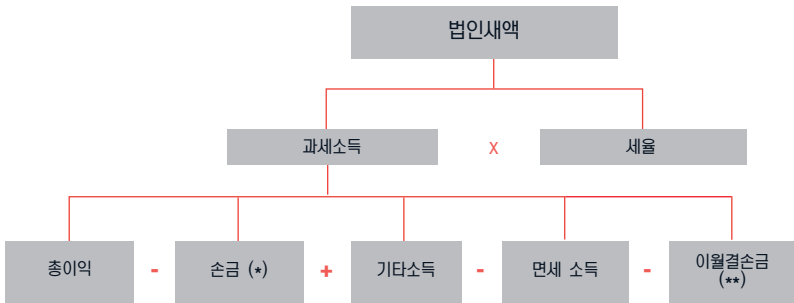 법인새액
과세소득 X 세율
총이익 - 손금 (*) + 기타소득 - 면세 소득 - 이월결손금
(**)